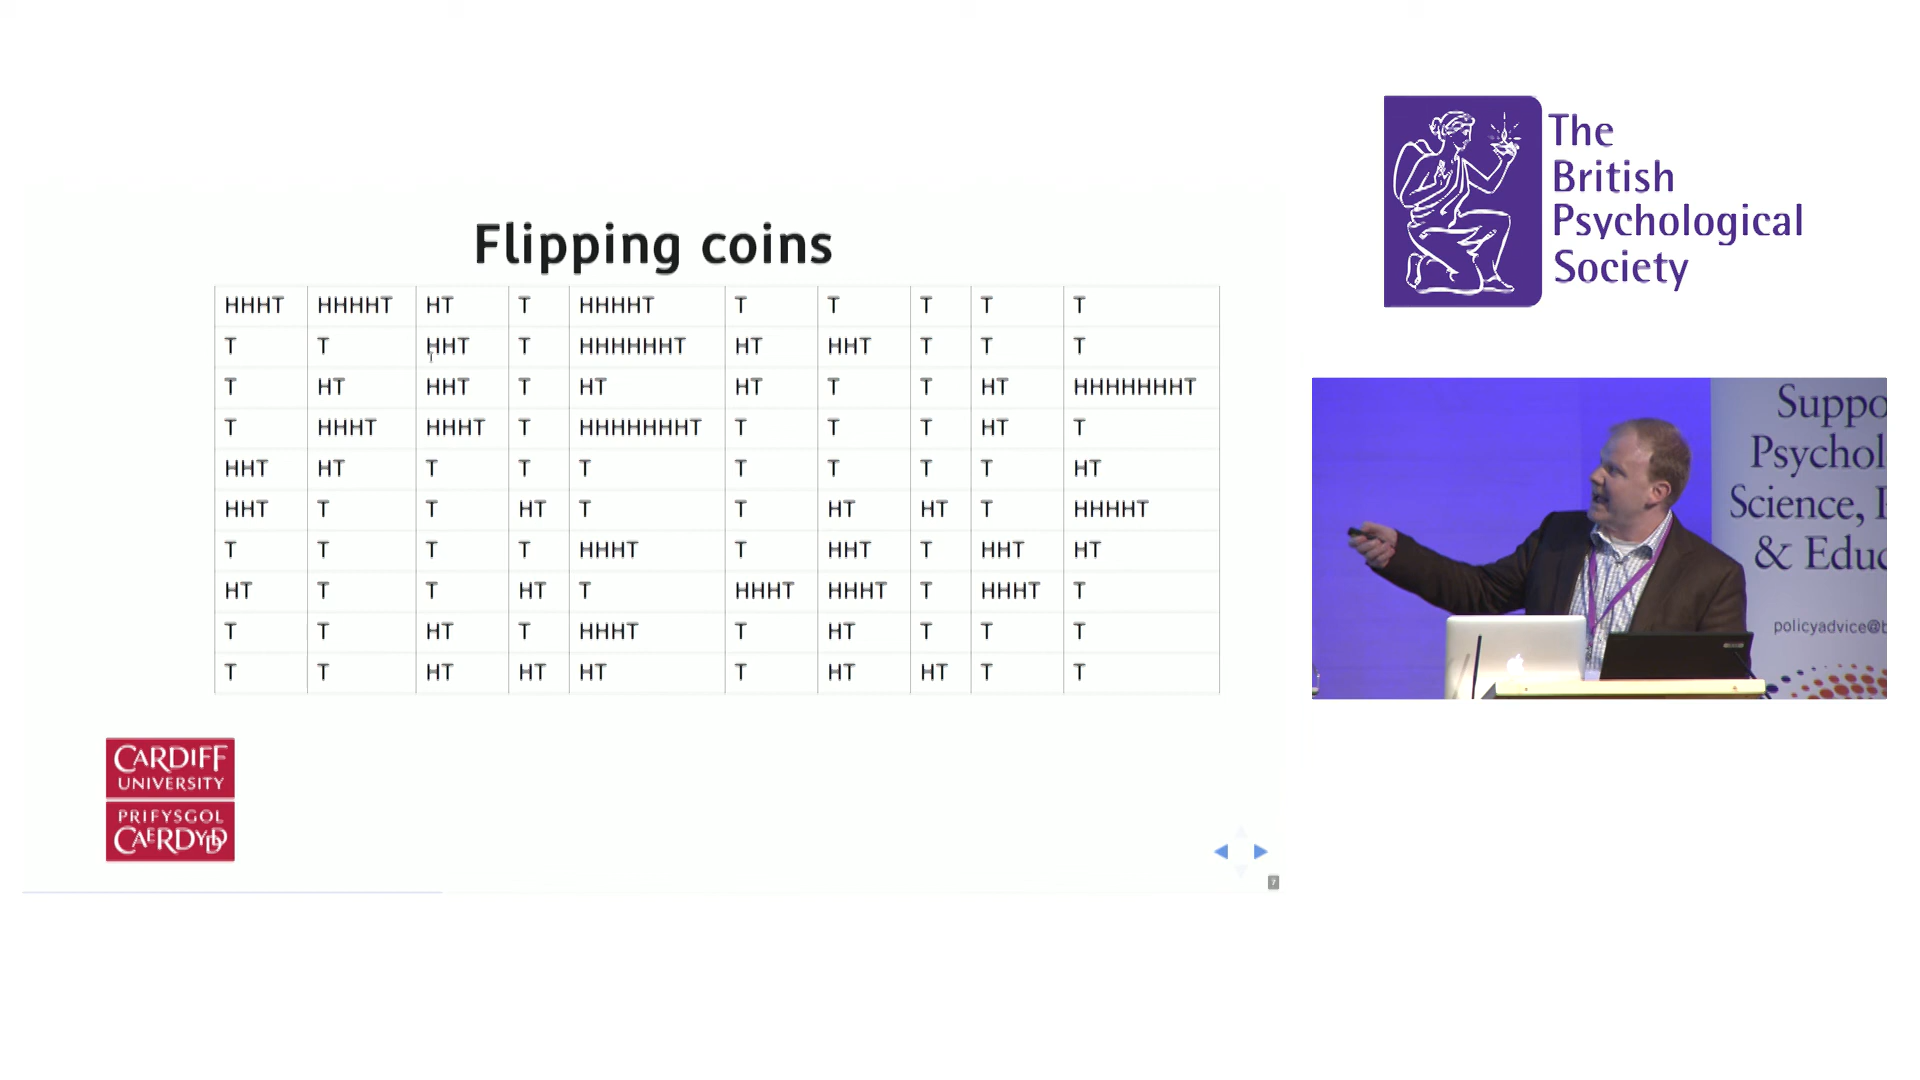 Flipping coins
HHHT HHHHT HT T HHHHT T T T T T
T T HHT T HHHHHHT HT HHT T T T
T HT HHT T HT HT T T HT HHHHHHHT
T HHHT HHHT T HHHHHHHT T T T HT T
HHT HT T T T T T T T HT
HHT T T HT T T HT HT T HHHHT
T T T T HHHT T HHT T HHT HT
HT T T HT T HHHT HHHT T HHHT T
T T HT T HHHT T HT T T T
T T HT HT HT T HT HT T T
CARDIFF
UNIVERSITY
PRIFYSGOL
CAERDYDD
7
The
British
Psychological
Society
Suppo
Psychol
Science,
& Educ
policyadvice@b